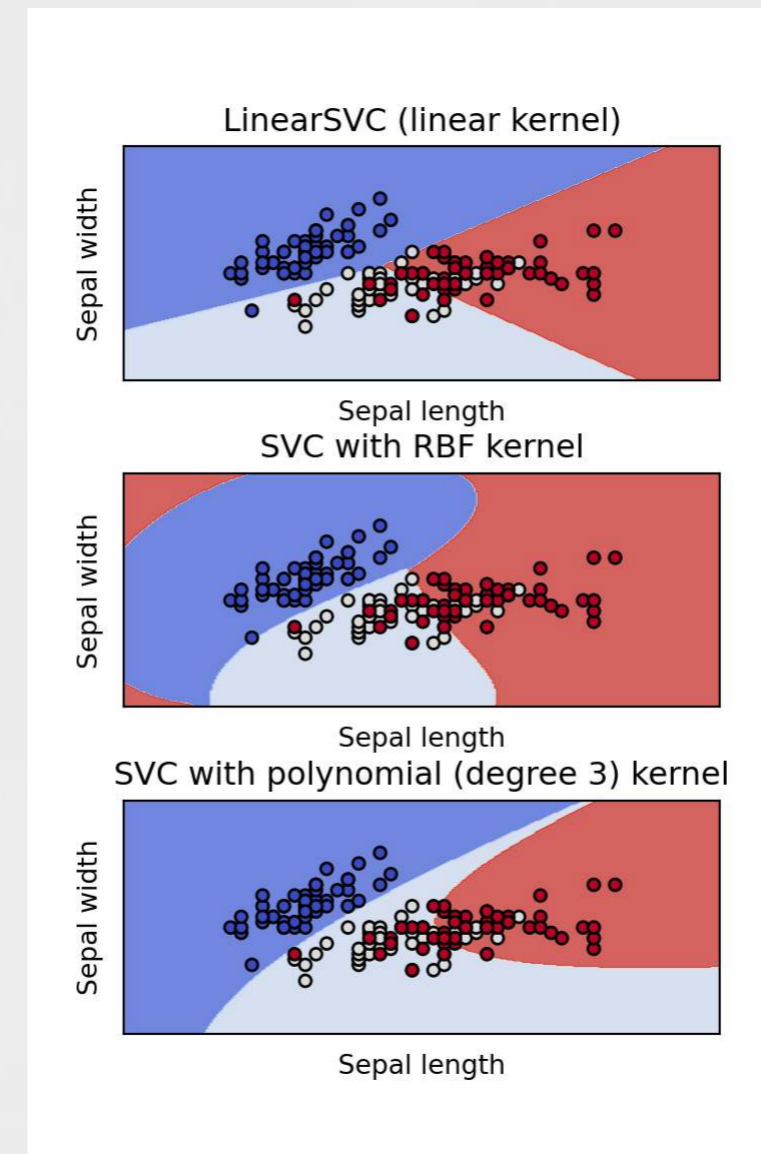 LinearSVC (linear kernel)
Sepal width
Sepal length
SVC with RBF kernel
Sepal width
Sepal length
SVC with polynomial (degree 3) kernel
Sepal width
Sepal length